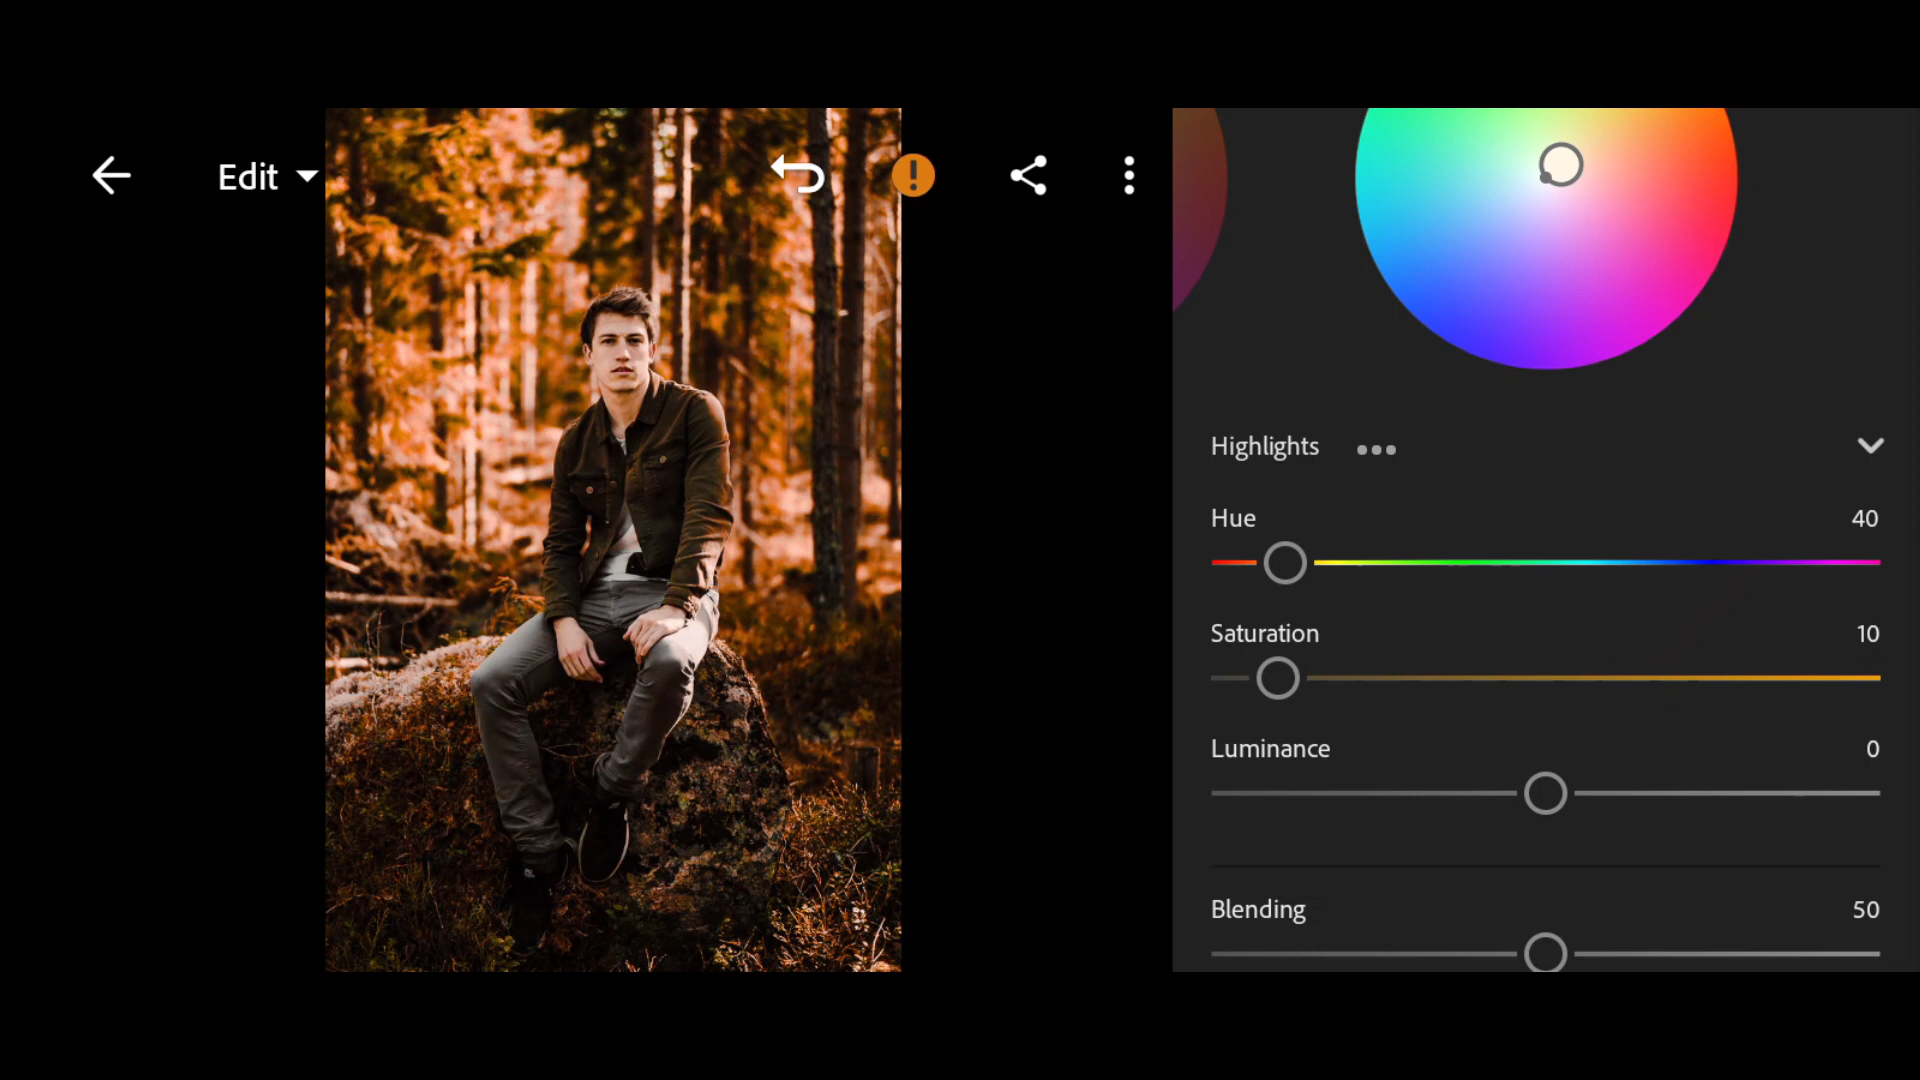 Edit
!
Highlights
Hue 40
Saturation 10
Luminance 0
Blending 50